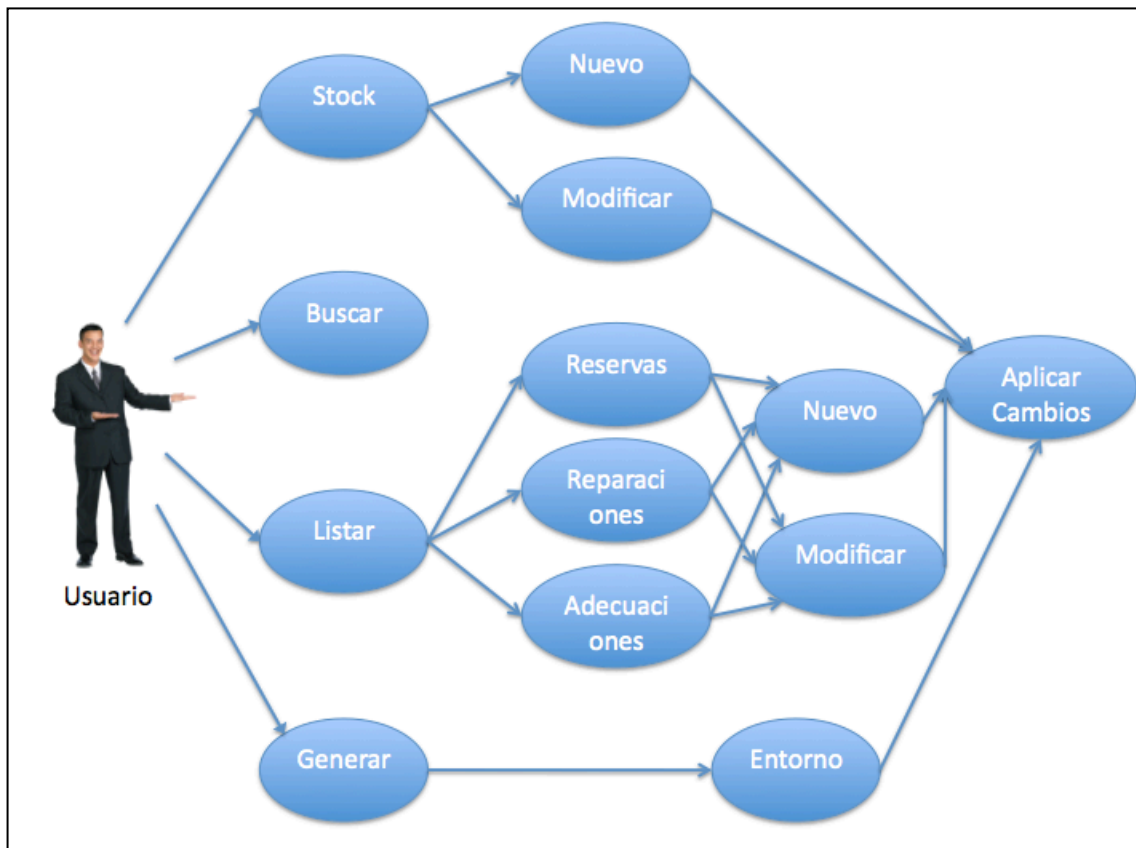 Stock
Nuevo
Modificar
Buscar
Reservas
Aplicar
Cambios
Nuevo
Reparaci
ones
Listar
Modificar
Adecuaci
ones
Usuario
Generar
Entorno